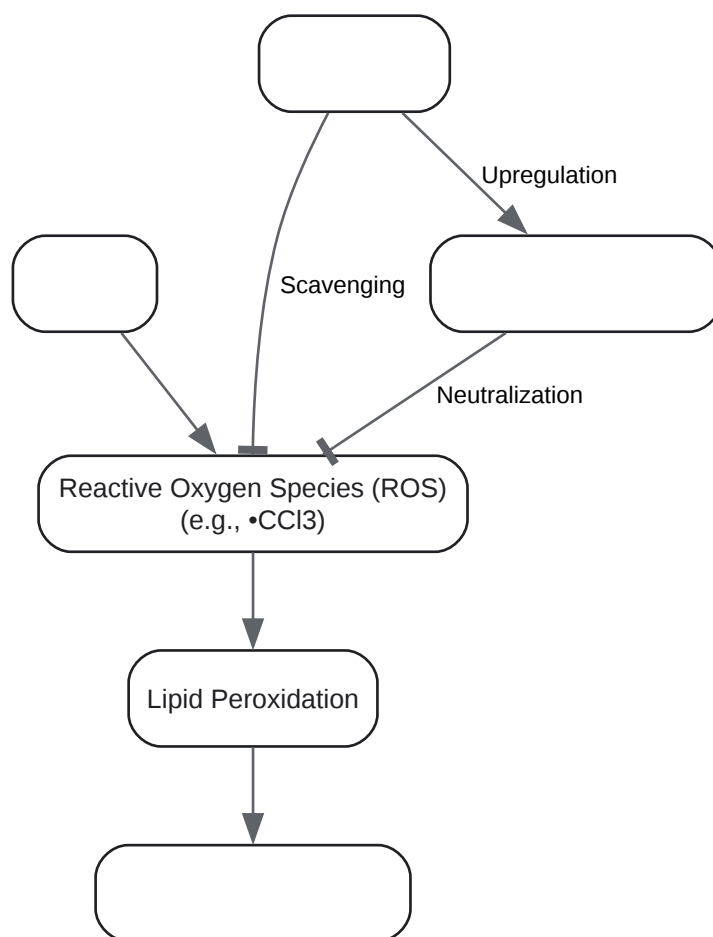 Upregulation
Scavenging
Neutralization
Reactive Oxygen Species (ROS)
(e.g., •CCl3)
Lipid Peroxidation